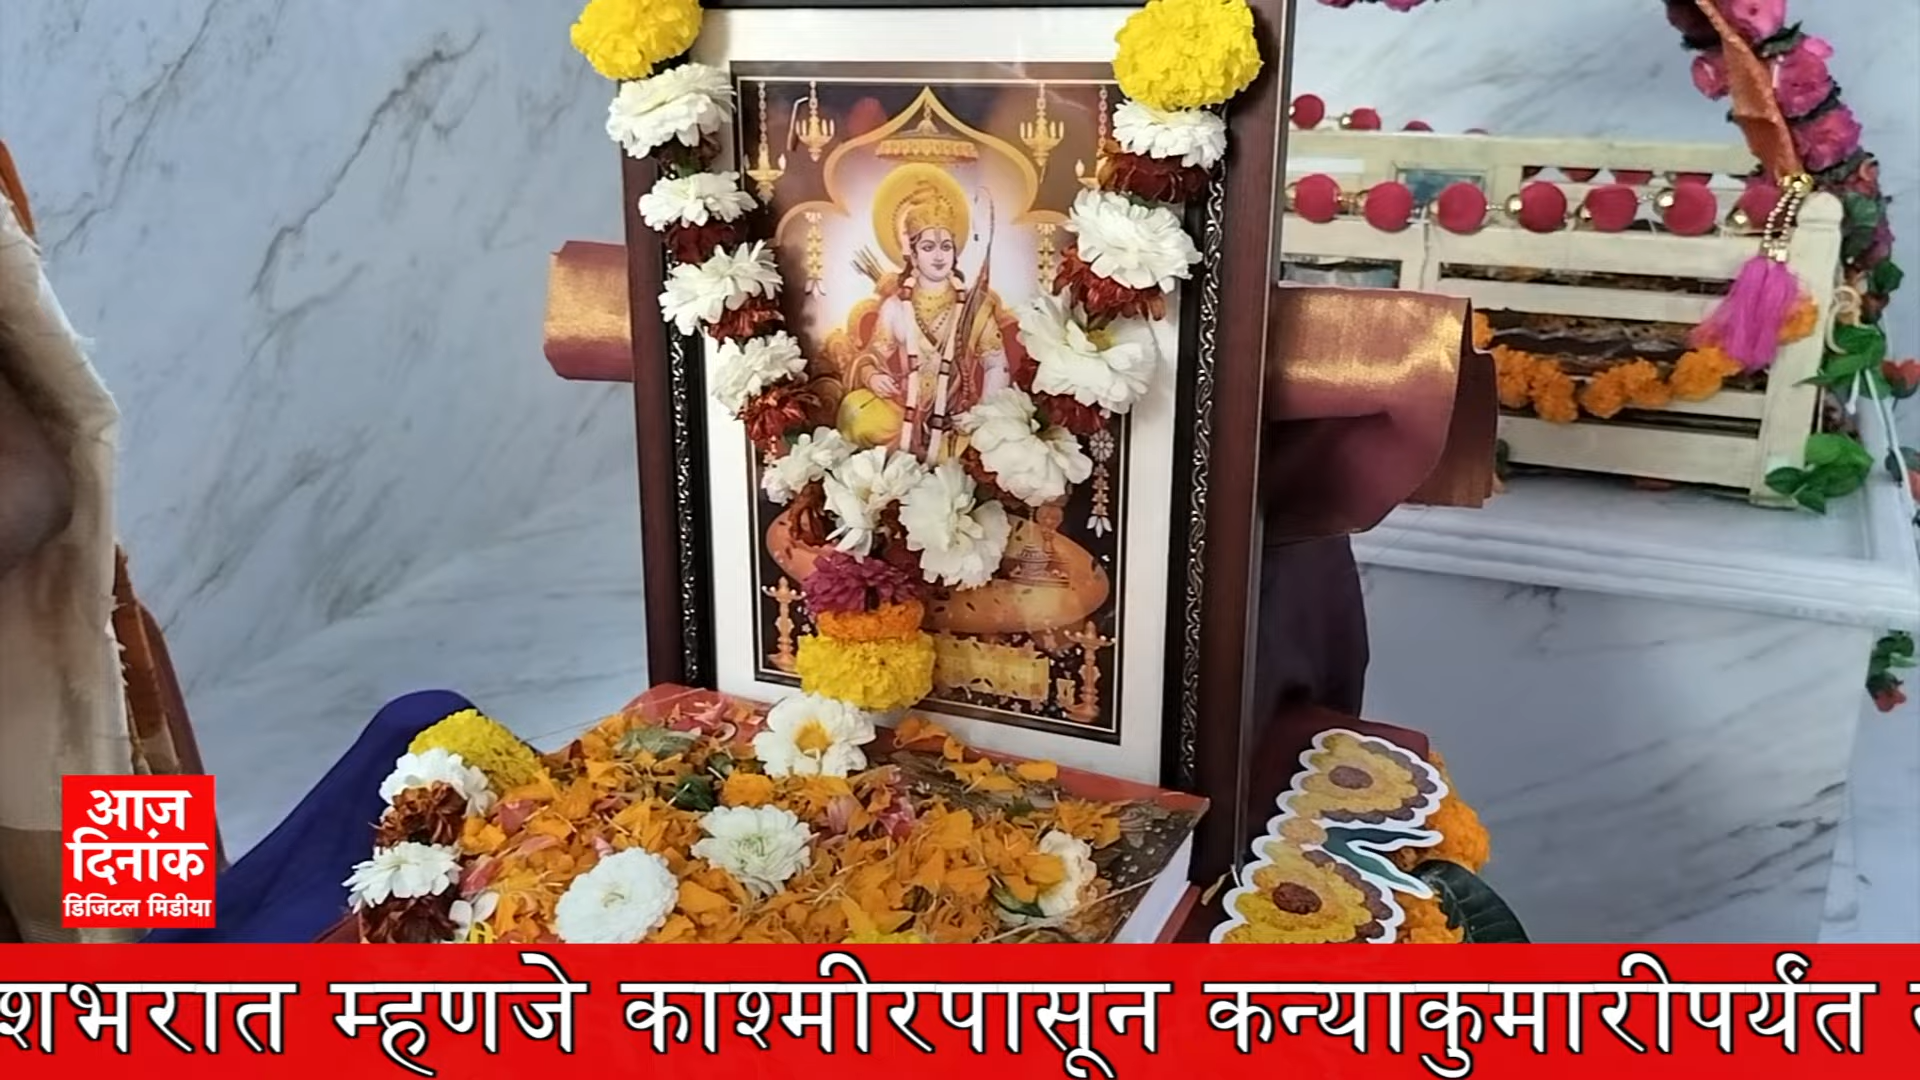 आज
दिनांक
डिजिटल मिडीया
शभरात म्हणजे काश्मीरपासून कन्याकुमारीपर्यंत